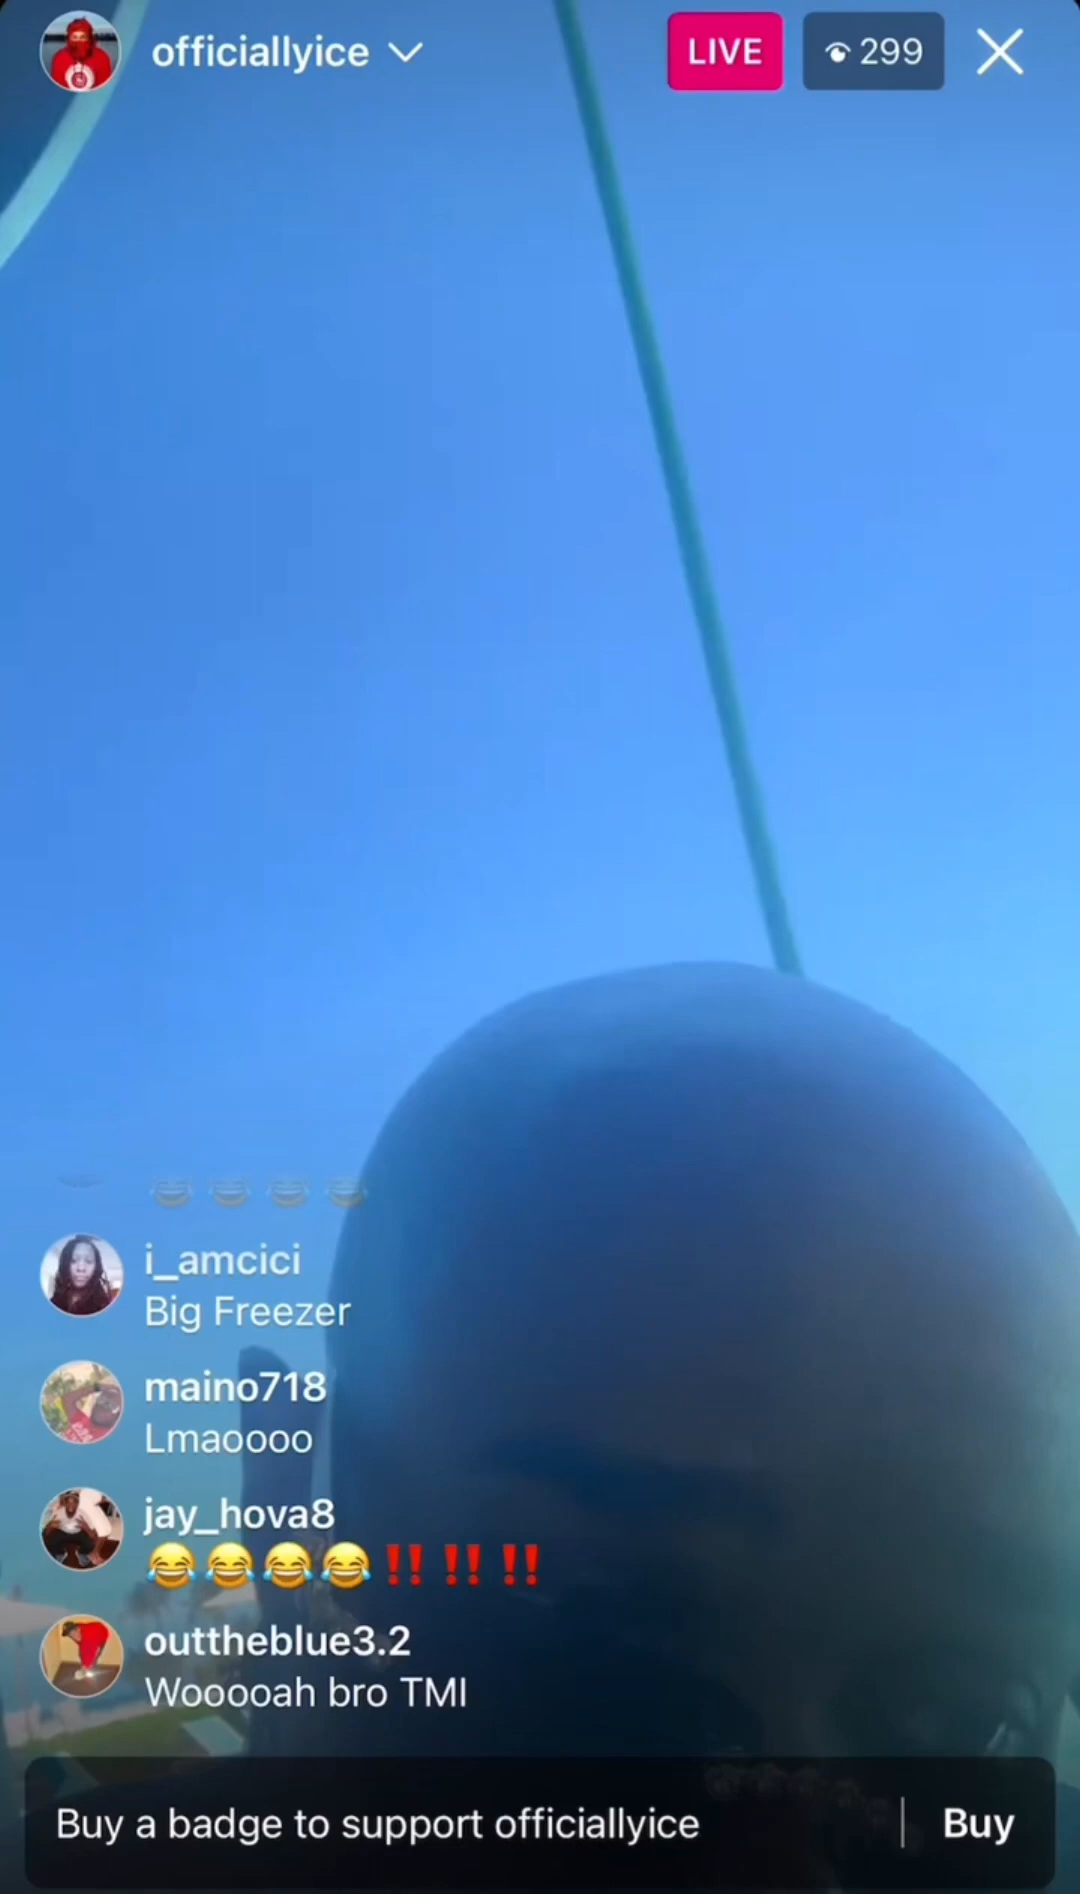 officiallyice
LIVE
299
😂😂😂😂
i_amcici
Big Freezer
maino718
Lmaoooo
jay_hova8
😂😂😂😂‼️‼️‼️
outtheblue3.2
Wooooah bro TMI
Buy a badge to support officiallyice
Buy